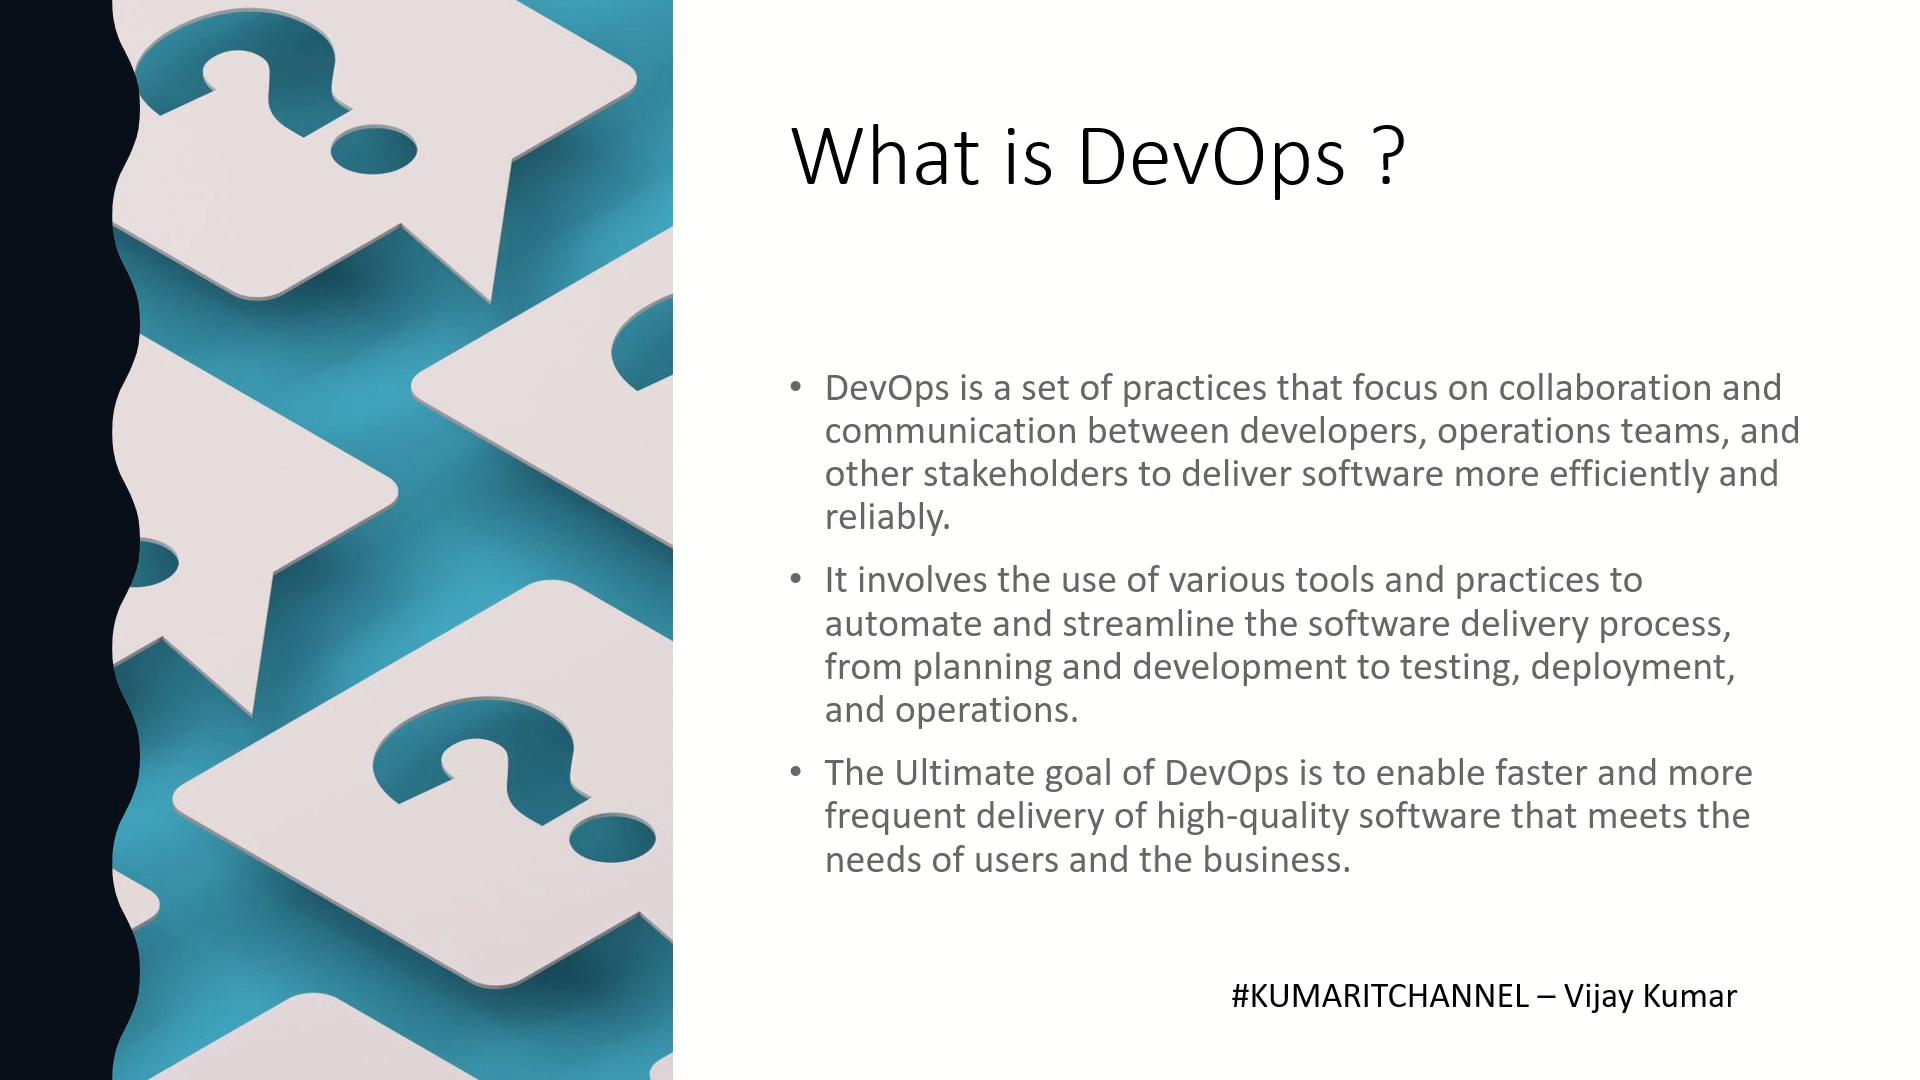 What is DevOps ?
• DevOps is a set of practices that focus on collaboration and
communication between developers, operations teams, and
other stakeholders to deliver software more efficiently and
reliably.
• It involves the use of various tools and practices to
automate and streamline the software delivery process,
from planning and development to testing, deployment,
and operations.
• The Ultimate goal of DevOps is to enable faster and more
frequent delivery of high-quality software that meets the
needs of users and the business.
#KUMARITCHANNEL – Vijay Kumar